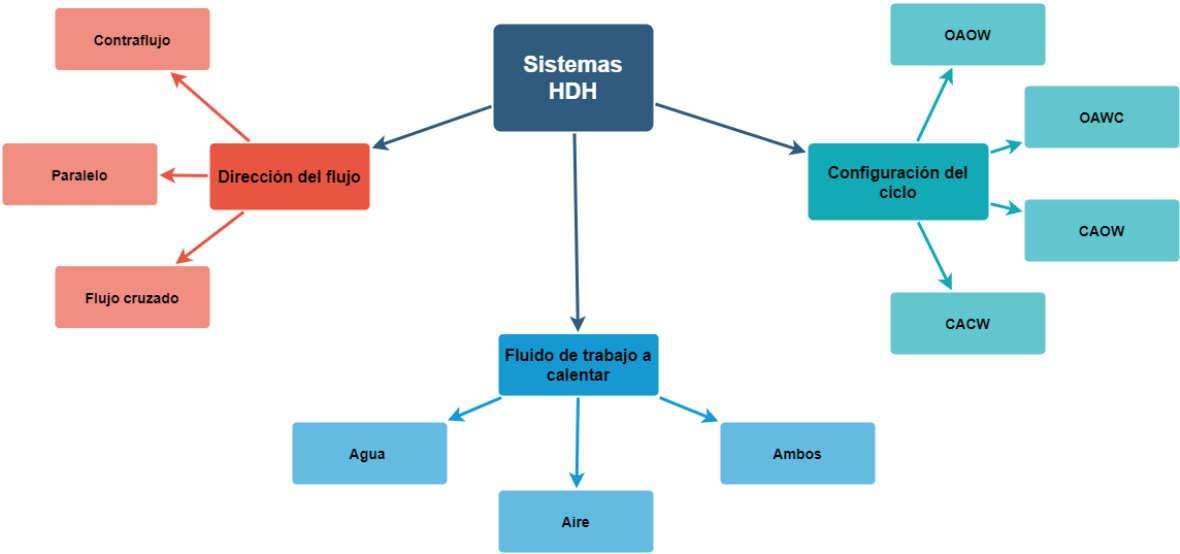 Sistemas
HDH
Dirección del flujo
Contraflujo
Paralelo
Flujo cruzado
Fluido de trabajo a
calentar
Agua
Aire
Ambos
Configuración del
ciclo
OAOW
OAWC
CAOW
CACW